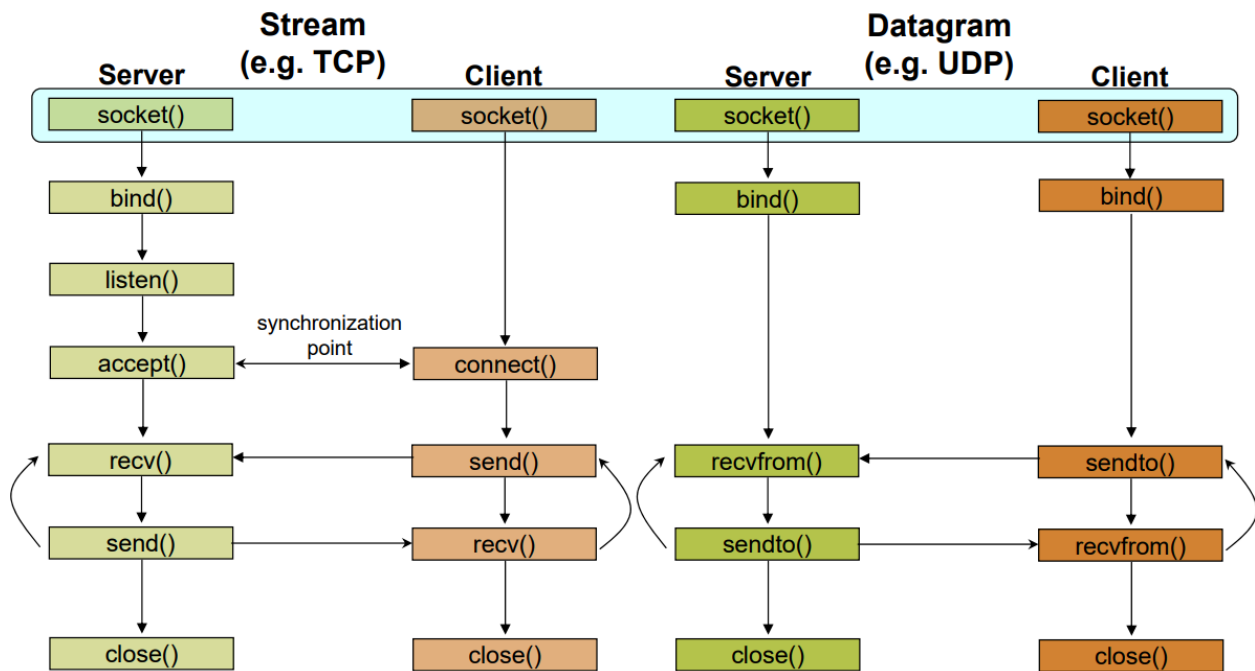 Stream
(e.g. TCP)
Datagram
(e.g. UDP)
Server
Client
Server
Client
socket()
socket()
socket()
socket()
bind()
bind()
bind()
listen()
synchronization
point
accept()
connect()
recv()
send()
recvfrom()
sendto()
send()
recv()
sendto()
recvfrom()
close()
close()
close()
close()